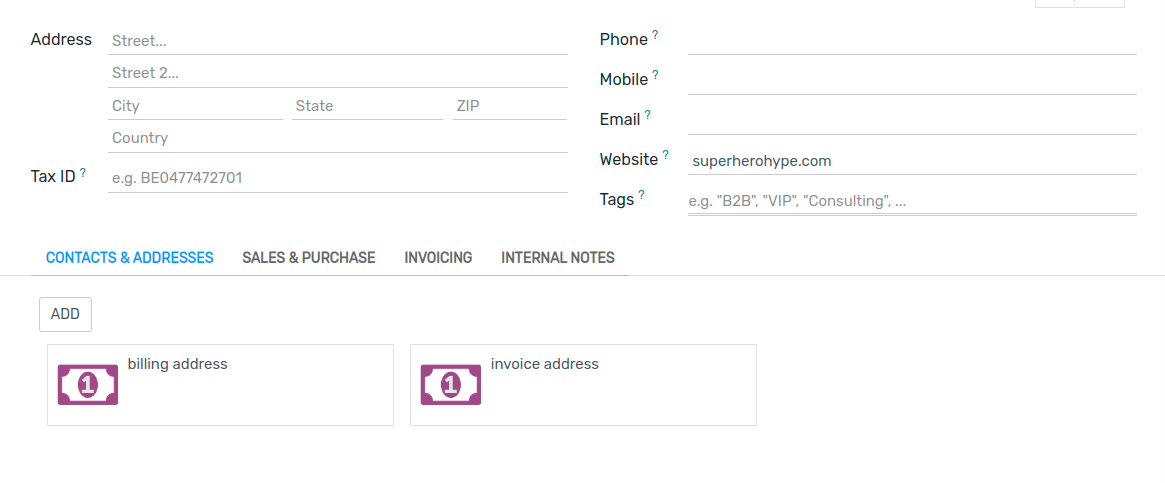 Address
Street...
Street 2...
City State ZIP
Country
Tax ID ? e.g. BE0477472701
Phone ?
Mobile ?
Email ?
Website ? superherohype.com
Tags ? e.g. "B2B", "VIP", "Consulting", ...
CONTACTS & ADDRESSES SALES & PURCHASE INVOICING INTERNAL NOTES
ADD
1 billing address
1 invoice address